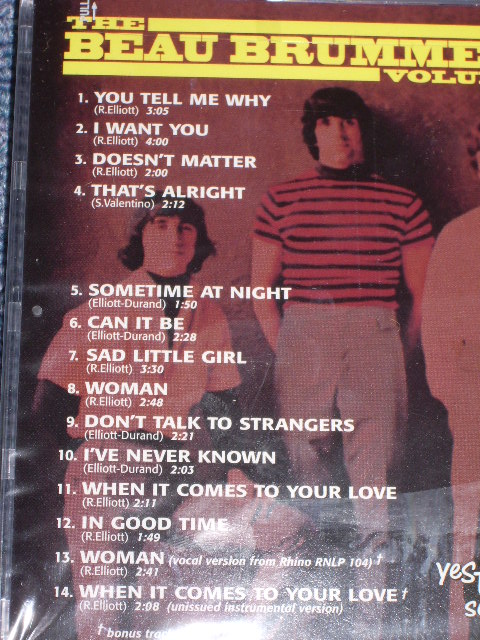 PULL
THE
BEAU BRUMME
VOLU
1. YOU TELL ME WHY
(R.Elliott) 3:05
2. I WANT YOU
(R.Elliott) 4:00
3. DOESN'T MATTER
(R.Elliott) 2:00
4. THAT'S ALRIGHT
(S.Valentino) 2:12
5. SOMETIME AT NIGHT
(Elliott-Durand) 1:50
6. CAN IT BE
(Elliott-Durand) 2:28
7. SAD LITTLE GIRL
(R.Elliott) 3:30
8. WOMAN
(R.Elliott) 2:48
9. DON'T TALK TO STRANGERS
(Elliott-Durand) 2:21
10. I'VE NEVER KNOWN
(Elliott-Durand) 2:03
11. WHEN IT COMES TO YOUR LOVE
(R.Elliott) 2:11
12. IN GOOD TIME
(R.Elliott) 1:49
13. WOMAN (vocal version from Rhino RNLP 104) †
(R.Elliott) 2:41
14. WHEN IT COMES TO YOUR LOVE †
(R.Elliott) 2:08 (unissued instrumental version)
† bonus tra